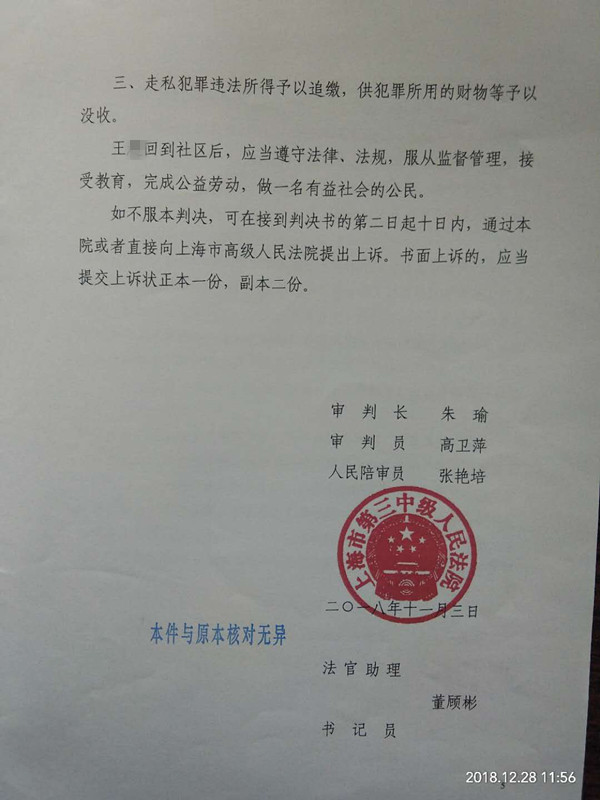 三、走私犯罪违法所得予以追缴，供犯罪所用的财物等予以
没收。
王 回到社区后，应当遵守法律、法规，服从监督管理，接
受教育，完成公益劳动，做一名有益社会的公民。
如不服本判决，可在接到判决书的第二日起十日内，通过本
院或者直接向上海市高级人民法院提出上诉。书面上诉的，应当
提交上诉状正本一份，副本二份。
审 判 长 朱 瑜
审 判 员 高卫萍
人民陪审员 张艳培
上海市第三中级人民法院
二〇一八年十一月三日
本件与原本核对无异
法官助理
董顾彬
书 记 员
2018.12.28 11:56
5